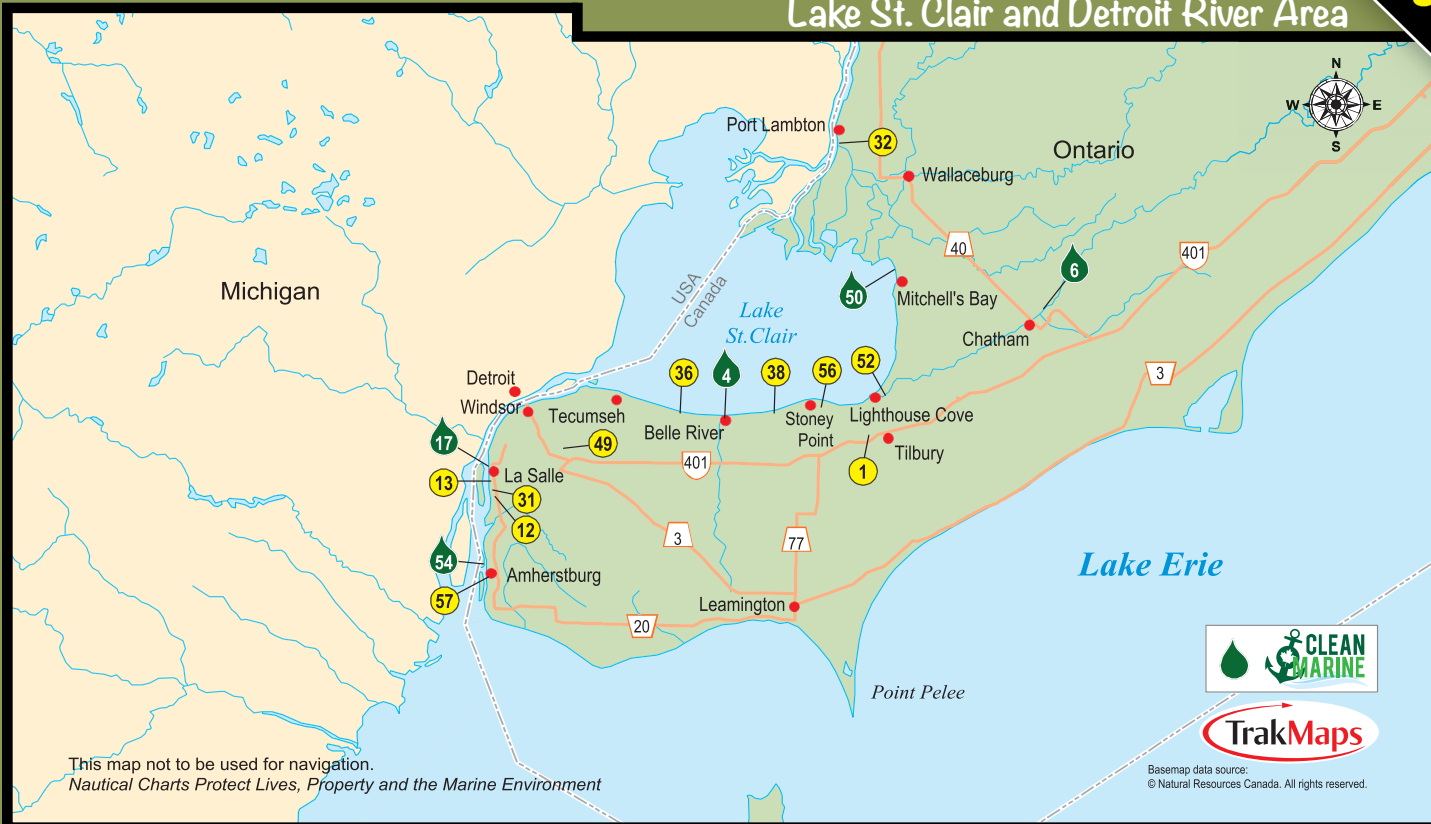 Lake St. Clair and Detroit River Area
N
W
E
S
Port Lambton
32
Ontario
Wallaceburg
40
401
6
USA
Canada
Michigan
50
Mitchell's Bay
Lake
St.Clair
Chatham
36
4
38
56
52
3
Detroit
Windsor
Tecumseh
Belle River
Stoney
Point
Lighthouse Cove
17
49
401
1
Tilbury
13
La Salle
31
12
3
77
54
Amherstburg
57
Leamington
20
Lake Erie
Point Pelee
CLEAN
MARINE
TrakMaps
This map not to be used for navigation.
Nautical Charts Protect Lives, Property and the Marine Environment
Basemap data source:
© Natural Resources Canada. All rights reserved.